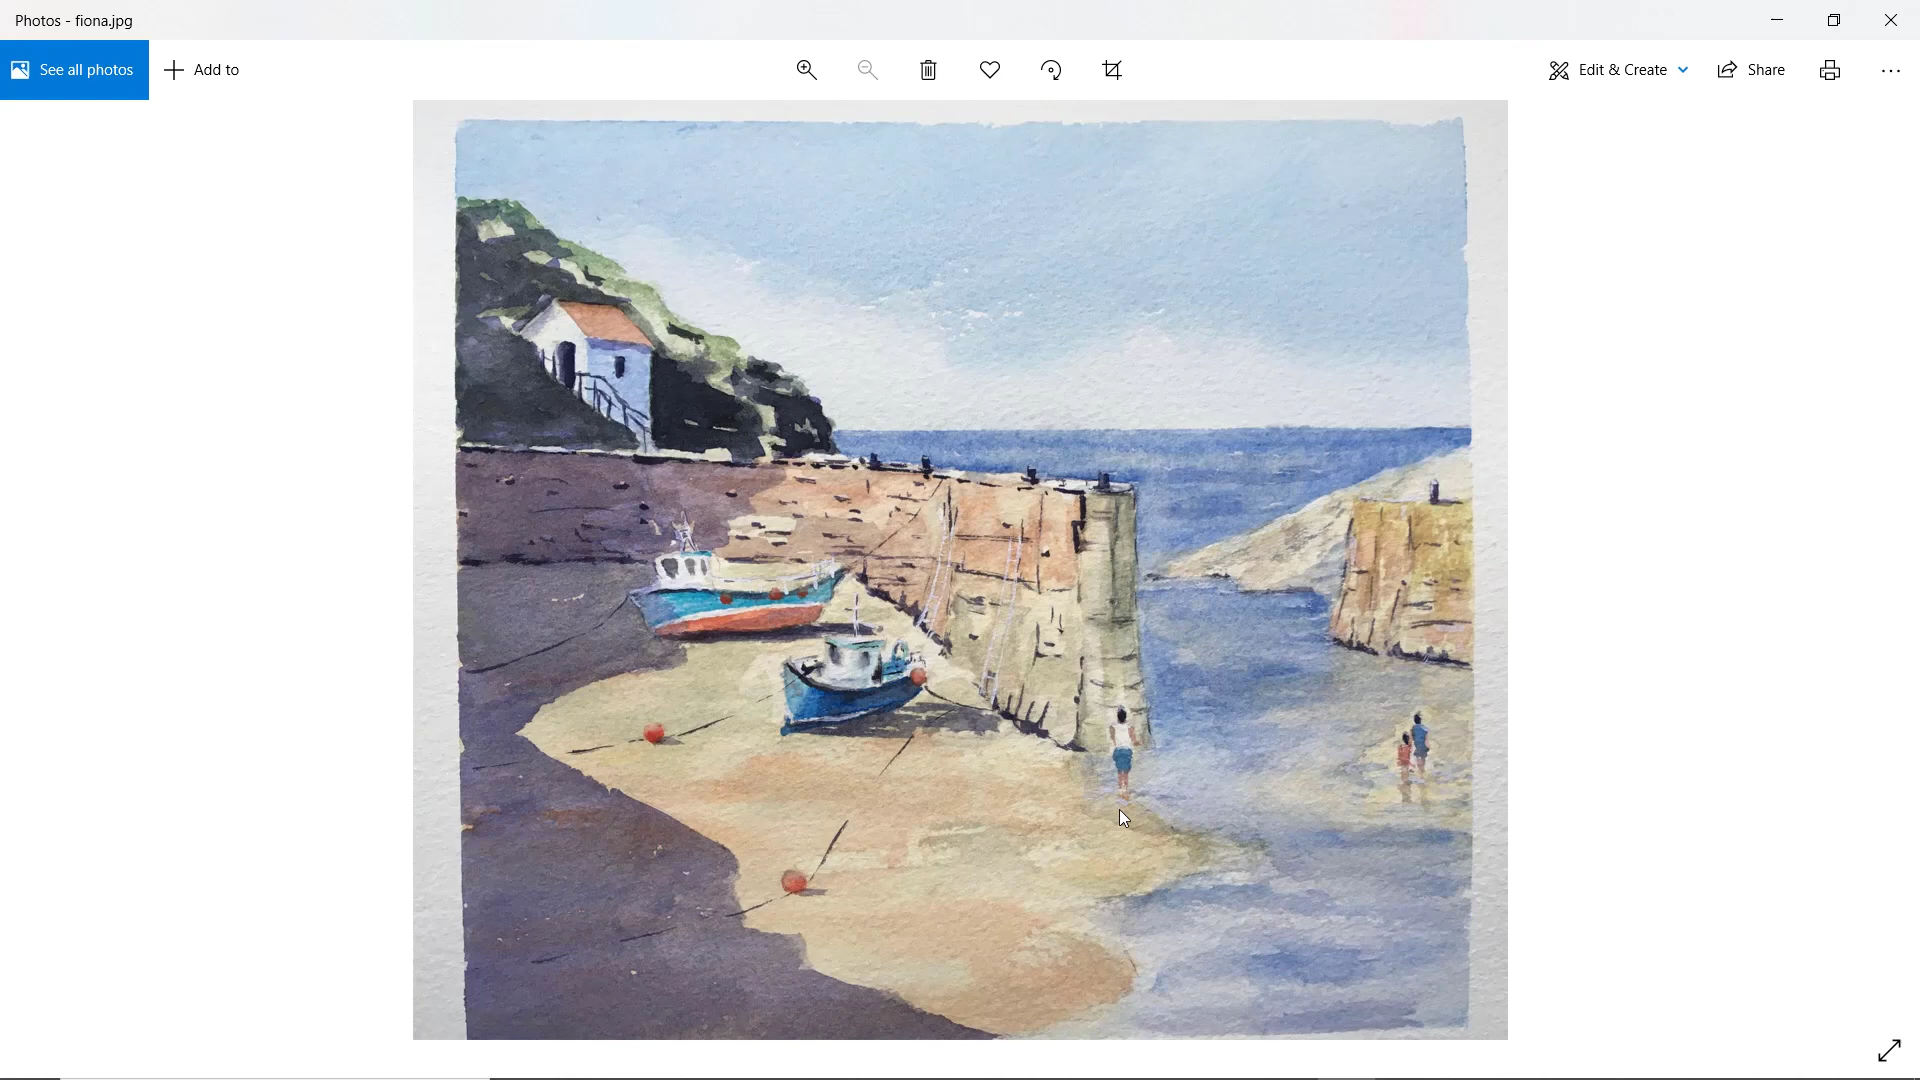 Photos - fiona.jpg
See all photos
Add to
Edit & Create
Share